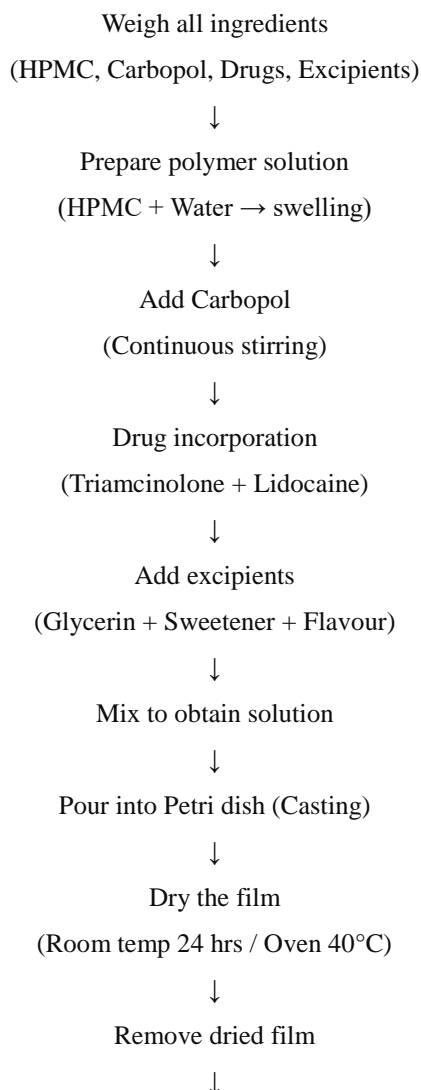 Weigh all ingredients
(HPMC, Carbopol, Drugs, Excipients)
↓
Prepare polymer solution
(HPMC + Water → swelling)
↓
Add Carbopol
(Continuous stirring)
↓
Drug incorporation
(Triamcinolone + Lidocaine)
↓
Add excipients
(Glycerin + Sweetener + Flavour)
↓
Mix to obtain solution
↓
Pour into Petri dish (Casting)
↓
Dry the film
(Room temp 24 hrs / Oven 40°C)
↓
Remove dried film
↓